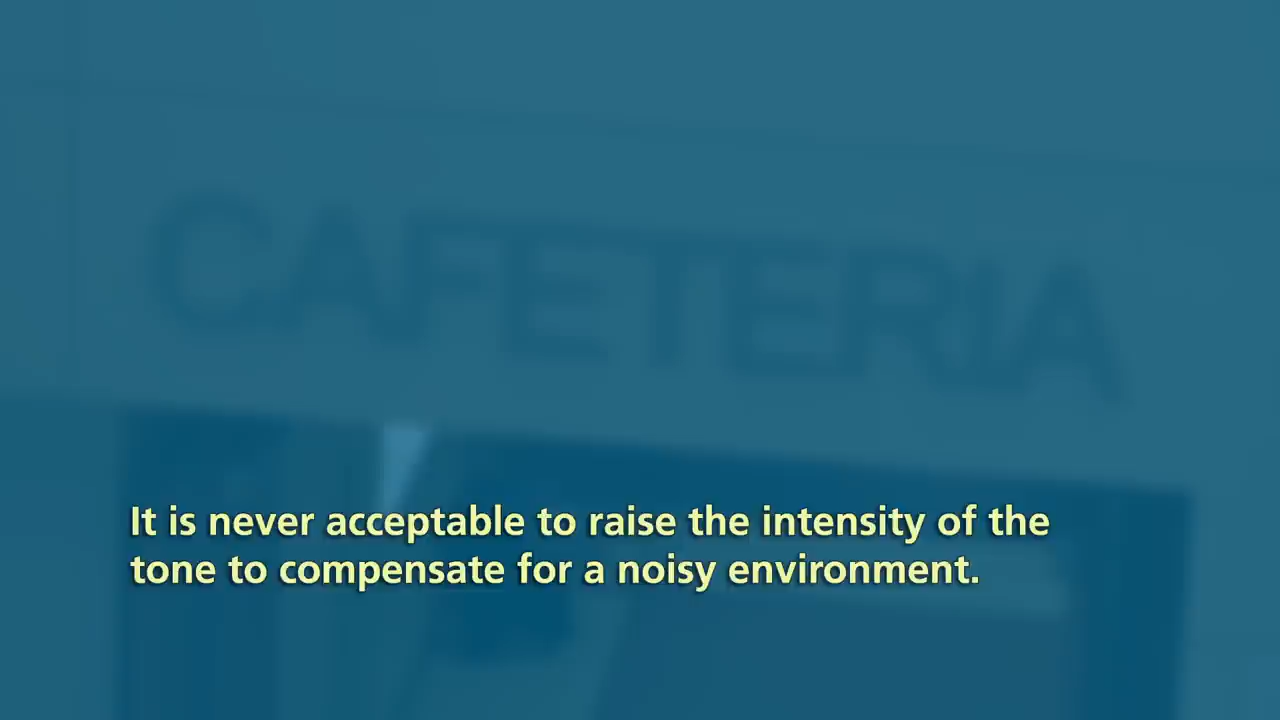 CAFETERIA
It is never acceptable to raise the intensity of the
tone to compensate for a noisy environment.